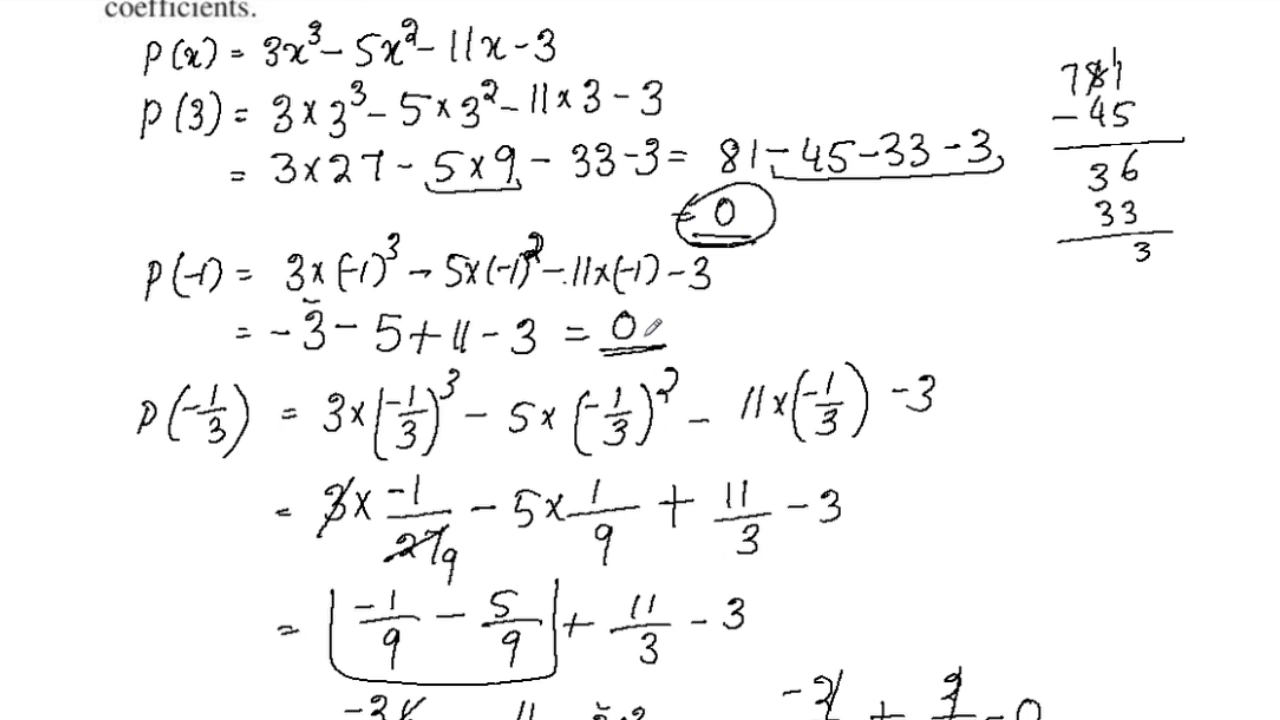 coefficients.
P(x) = 3x³ - 5x² - 11x - 3
P(3) = 3 × 3³ - 5 × 3² - 11 × 3 - 3
= 3 × 27 - 5 × 9 - 33 - 3 = 81 - 45 - 33 - 3
= 0
781
- 45
36
33
3
P(-1) = 3 × (-1)³ - 5 × (-1)² - 11 × (-1) - 3
= - 3 - 5 + 11 - 3 = 0
P(-1/3) = 3 × (-1/3)³ - 5 × (-1/3)² - 11 × (-1/3) - 3
= 3 × -1/27 9 - 5 × 1/9 + 11/3 - 3
= -1/9 - 5/9 + 11/3 - 3